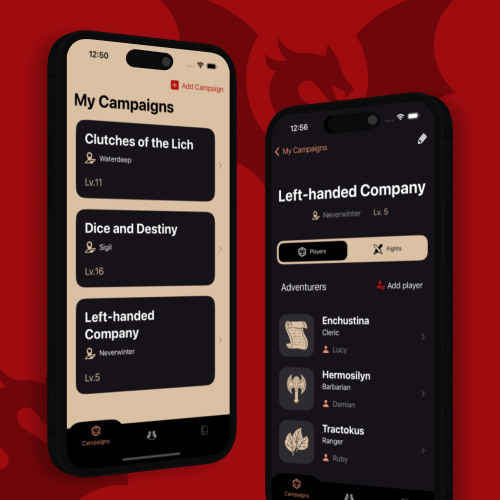 12:50
Add Campaign
My Campaigns
Clutches of the Lich
Waterdeep
Lv.11
Dice and Destiny
Sigil
Lv.16
Left-handed
Company
Neverwinter
Lv.5
Campaigns
12:56
My Campaigns
Left-handed Company
Neverwinter Lv. 5
Players Fights
Adventurers Add player
Enchustina
Cleric
Lucy
Hermosilyn
Barbarian
Damian
Tractokus
Ranger
Ruby
Campaigns